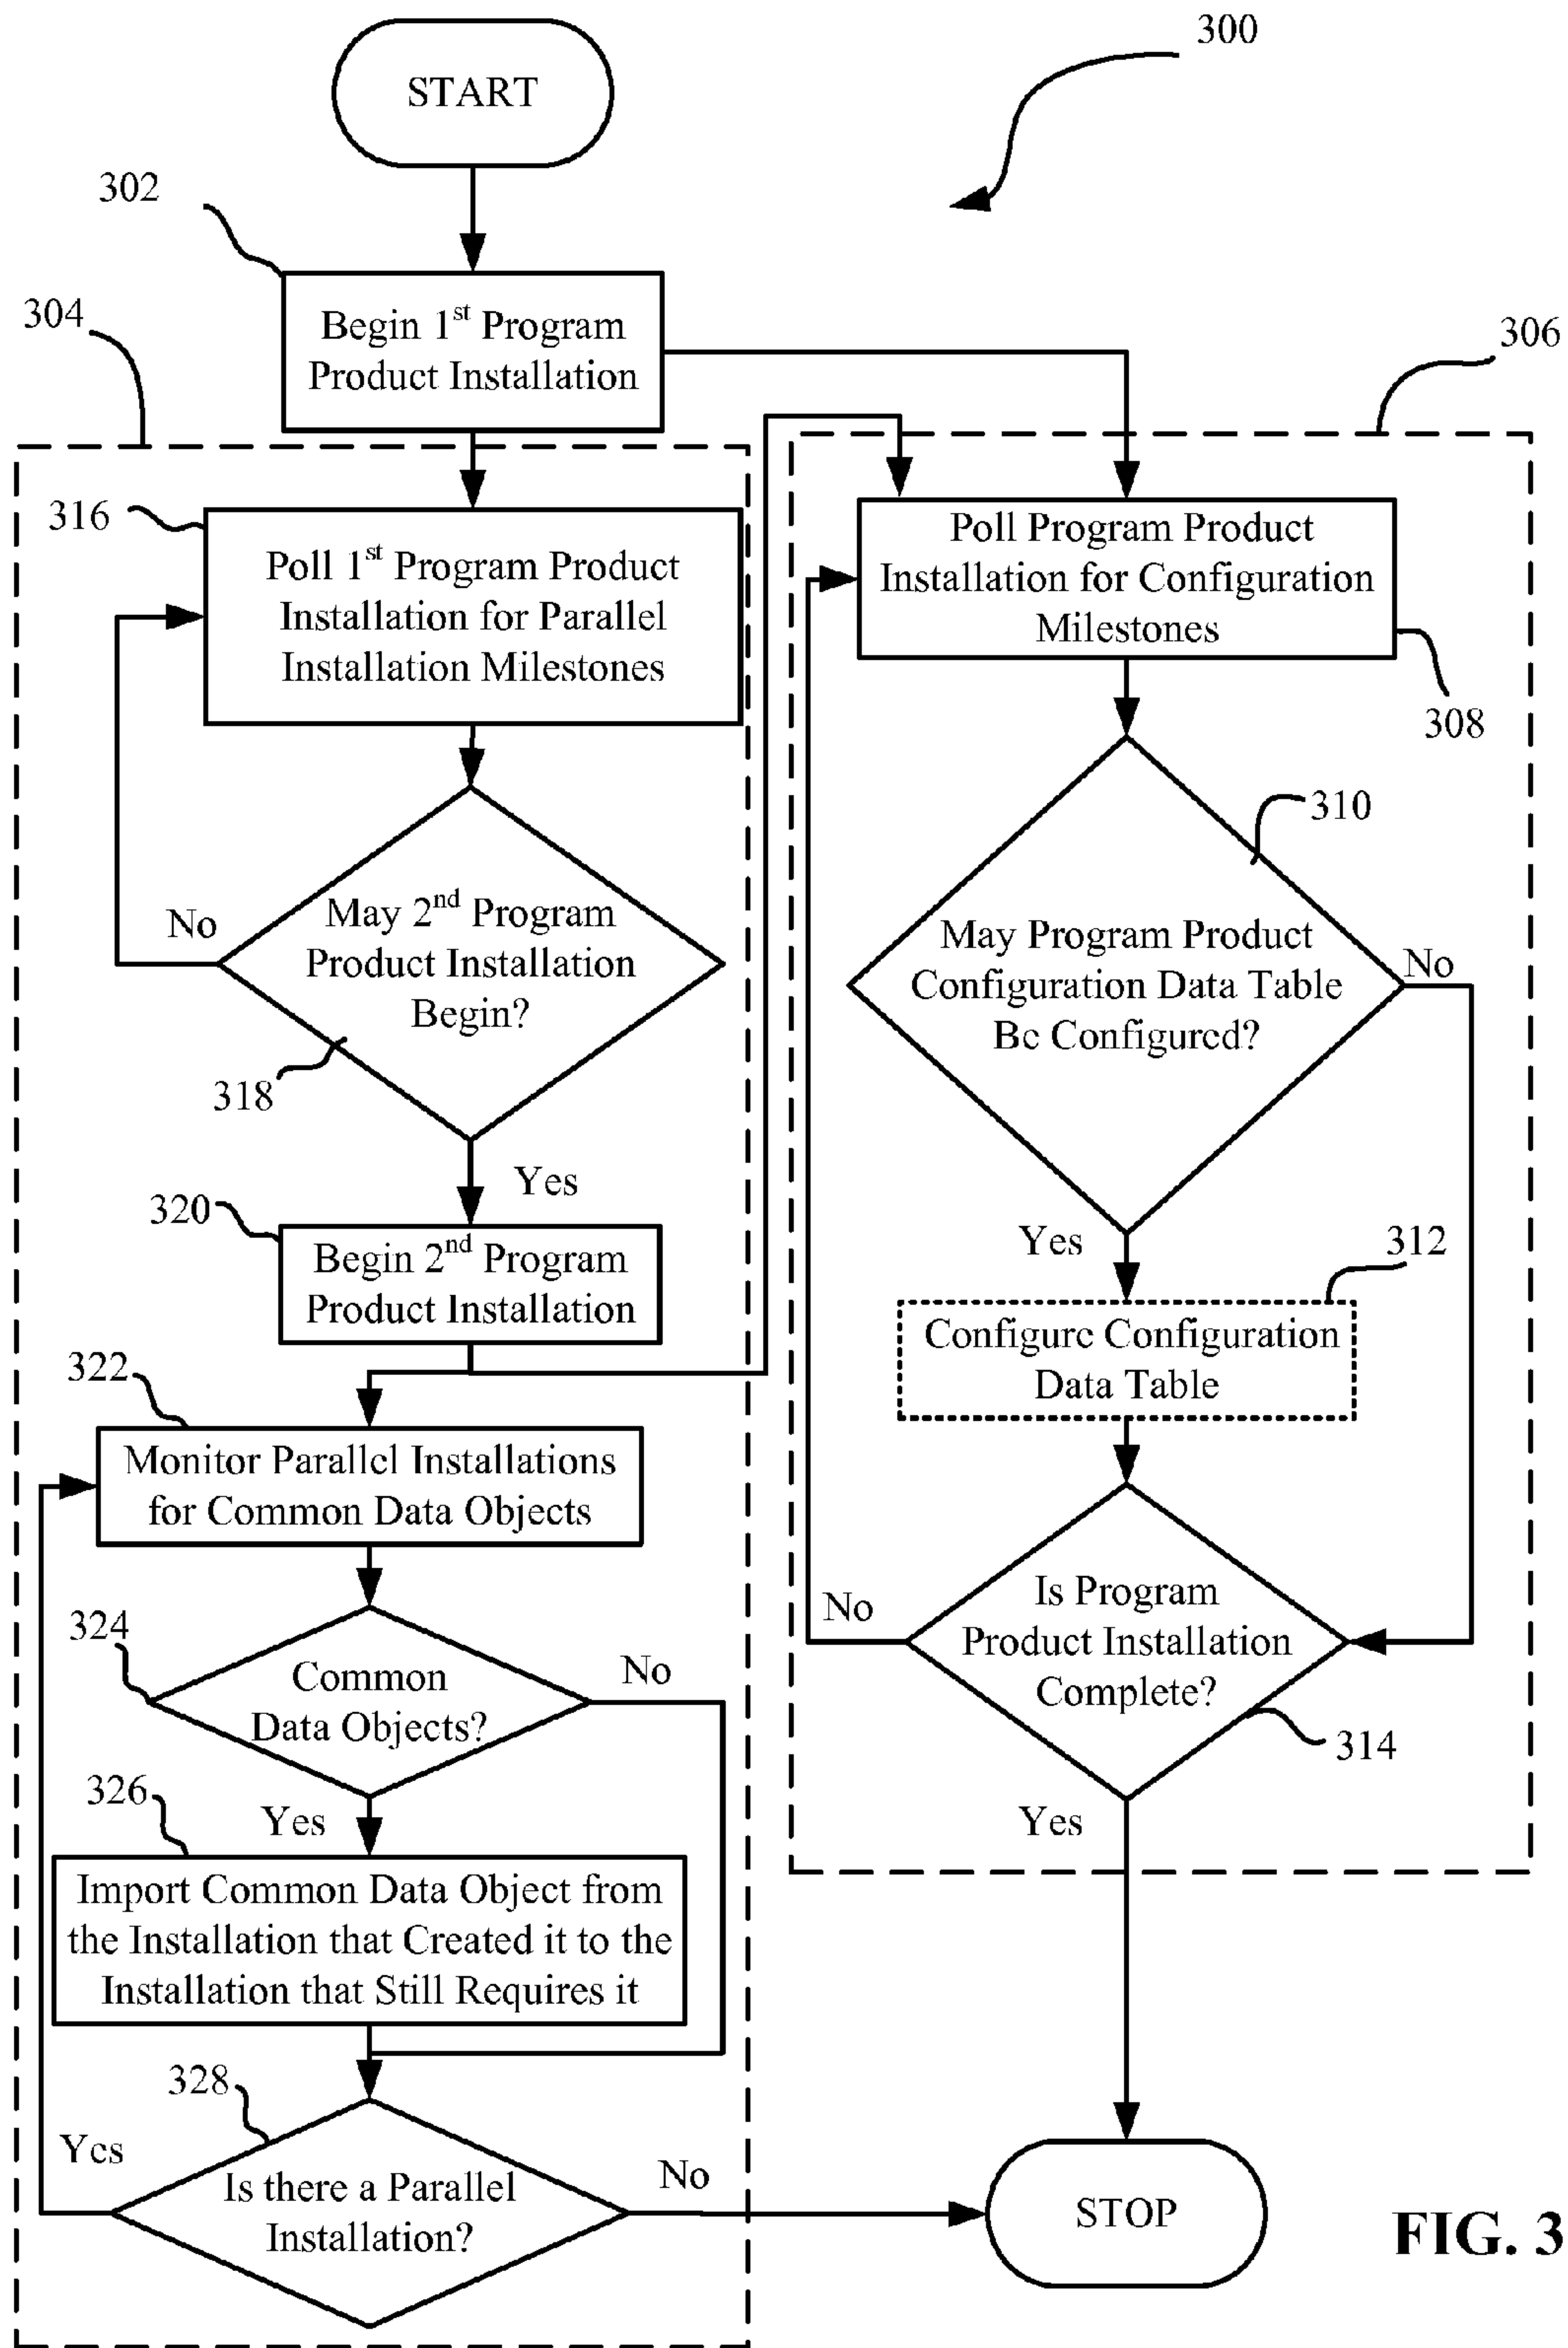 START
300
302
Begin 1st Program
Product Installation
304
306
316
Poll 1st Program Product
Installation for Parallel
Installation Milestones
Poll Program Product
Installation for Configuration
Milestones
308
310
May 2nd Program
Product Installation
Begin?
No
318
Yes
May Program Product
Configuration Data Table
Be Configured?
No
Yes
320
Begin 2nd Program
Product Installation
312
Configure Configuration
Data Table
322
Monitor Parallel Installations
for Common Data Objects
324
Common
Data Objects?
No
Yes
Is Program
Product Installation
Complete?
No
314
Yes
326
Import Common Data Object from
the Installation that Created it to the
Installation that Still Requires it
328
Yes
Is there a Parallel
Installation?
No
STOP
FIG. 3